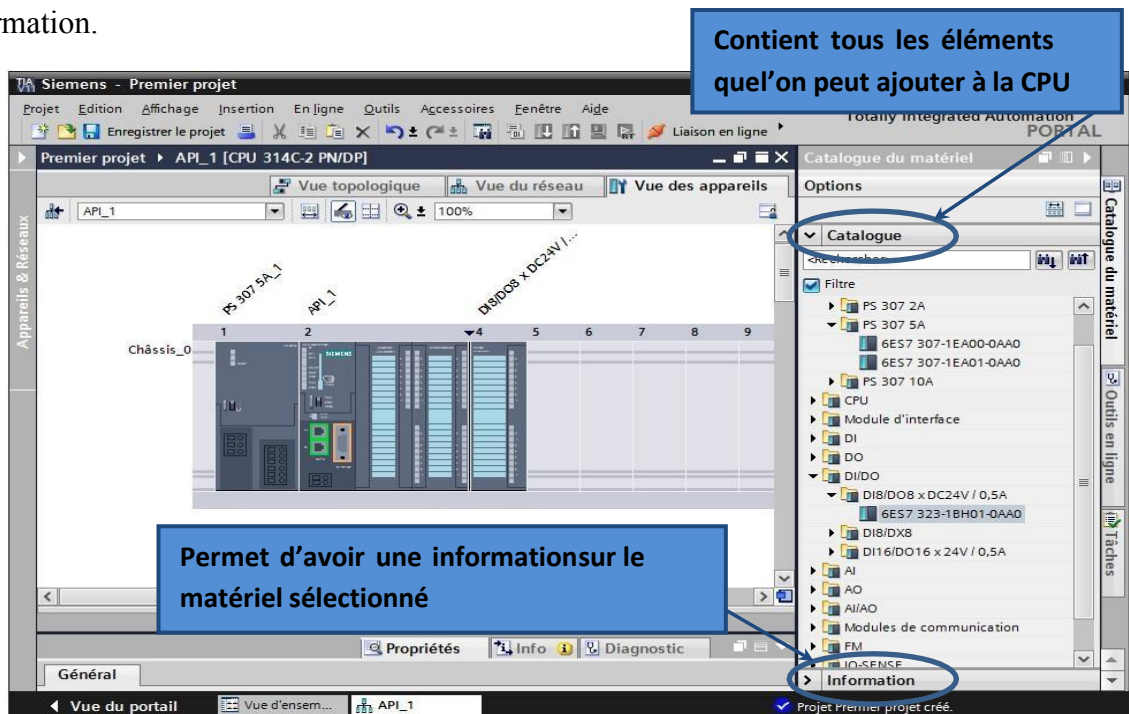 rmation.
Contient tous les éléments
quel'on peut ajouter à la CPU
Siemens - Premier projet
Projet Edition Affichage Insertion En ligne Outils Accessoires Fenêtre Aide
Enregistrer le projet
Liaison en ligne
Totally Integrated Automation
PORTAL
Premier projet ▸ API_1 [CPU 314C-2 PN/DP]
Catalogue du matériel
Vue topologique Vue du réseau Vue des appareils
Options
API_1 100%
Catalogue
Filtre
PS 307 5A_1
API_1
DI8/DO8 x DC24V /...
1 2 4 5 6 7 8 9
Châssis_0
SIEMENS
PS 307 2A
PS 307 5A
6ES7 307-1EA00-0AA0
6ES7 307-1EA01-0AA0
PS 307 10A
CPU
Module d'interface
DI
DO
DI/DO
DI8/DO8 x DC24V / 0,5A
6ES7 323-1BH01-0AA0
DI8/DX8
DI16/DO16 x 24V / 0,5A
AI
AO
AI/AO
Modules de communication
FM
IQ-SENSE
Information
Appareils & Réseaux
Catalogue du matériel
Outils en ligne
Tâches
Permet d'avoir une informationsur le
matériel sélectionné
Propriétés Info Diagnostic
Général
Vue du portail Vue d'ensem... API_1
Projet Premier projet créé.